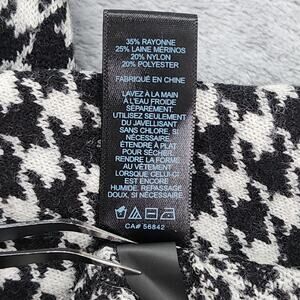 35% RAYONNE
25% LAINE MÉRINOS
20% NYLON
20% POLYESTER
FABRIQUÉ EN CHINE
LAVEZ À LA MAIN
À L'EAU FROIDE
SÉPARÉMENT.
UTILISEZ SEULEMENT
DU JAVELLISANT
SANS CHLORE, SI
NÉCESSAIRE.
ÉTENDRE À PLAT
POUR SÉCHER.
RENDRE LA FORME
AU VÊTEMENT
LORSQUE CELUI-CI
EST ENCORE
HUMIDE. REPASSAGE
DOUX, SI NÉCESSAIRE.
CA# 56842